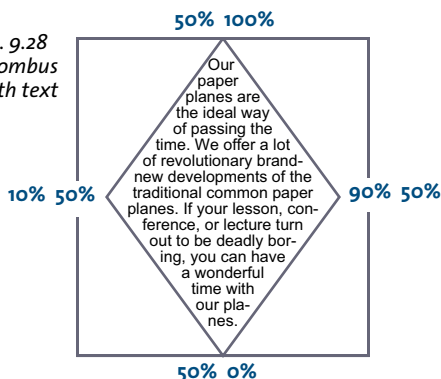 50% 100%
. 9.28
ombus
th text
Our
paper
planes are
the ideal way
of passing the
time. We offer a lot
of revolutionary brand-
new developments of the
traditional common paper
planes. If your lesson, con-
ference, or lecture turn
out to be deadly bor-
ing, you can have
a wonderful
time with
our pla-
nes.
10% 50%
90% 50%
50% 0%